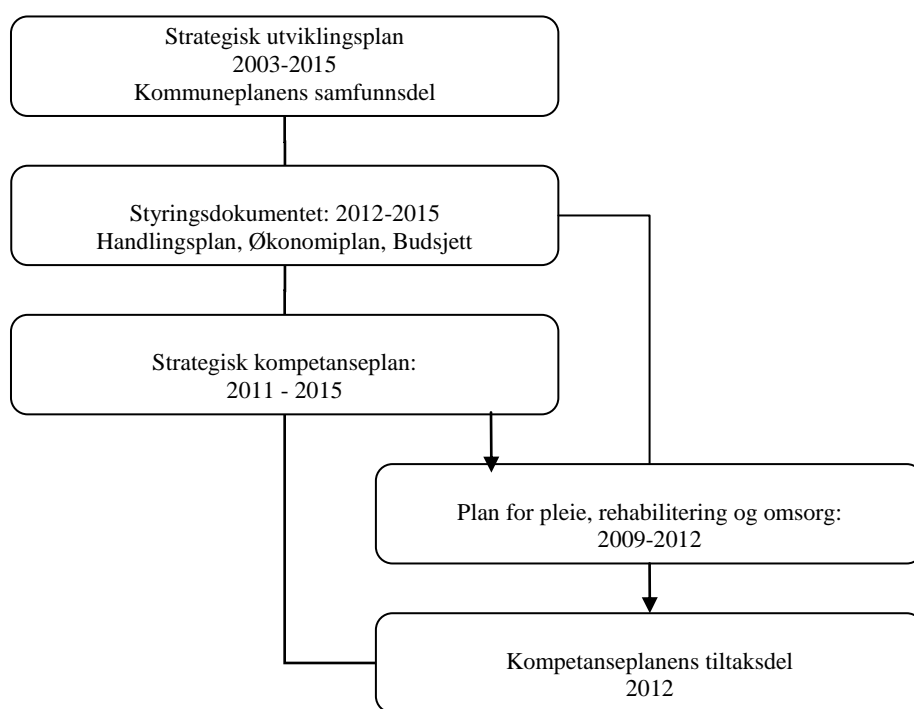 Strategisk utviklingsplan
2003-2015
Kommuneplanens samfunnsdel
Styringsdokumentet: 2012-2015
Handlingsplan, Økonomiplan, Budsjett
Strategisk kompetanseplan:
2011 - 2015
Plan for pleie, rehabilitering og omsorg:
2009-2012
Kompetanseplanens tiltaksdel
2012